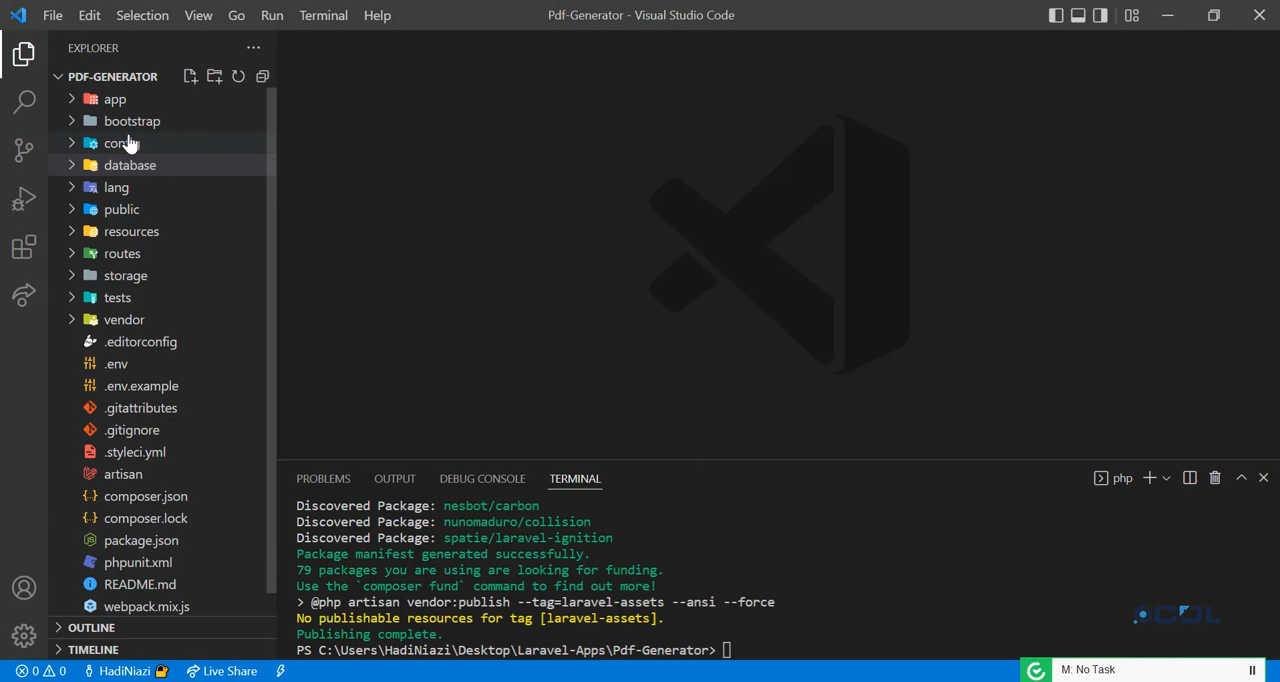 File Edit Selection View Go Run Terminal Help
Pdf-Generator - Visual Studio Code
EXPLORER
PDF-GENERATOR
app
bootstrap
config
database
lang
public
resources
routes
storage
tests
vendor
.editorconfig
.env
.env.example
.gitattributes
.gitignore
.styleci.yml
artisan
composer.json
composer.lock
package.json
phpunit.xml
README.md
webpack.mix.js
OUTLINE
TIMELINE
PROBLEMS OUTPUT DEBUG CONSOLE TERMINAL
php
Discovered Package: nesbot/carbon
Discovered Package: nunomaduro/collision
Discovered Package: spatie/laravel-ignition
Package manifest generated successfully.
79 packages you are using are looking for funding.
Use the `composer fund` command to find out more!
> @php artisan vendor:publish --tag=laravel-assets --ansi --force
No publishable resources for tag [laravel-assets].
Publishing complete.
PS C:\Users\HadiNiazi\Desktop\Laravel-Apps\Pdf-Generator>
0 0 HadiNiazi Live Share
M: No Task